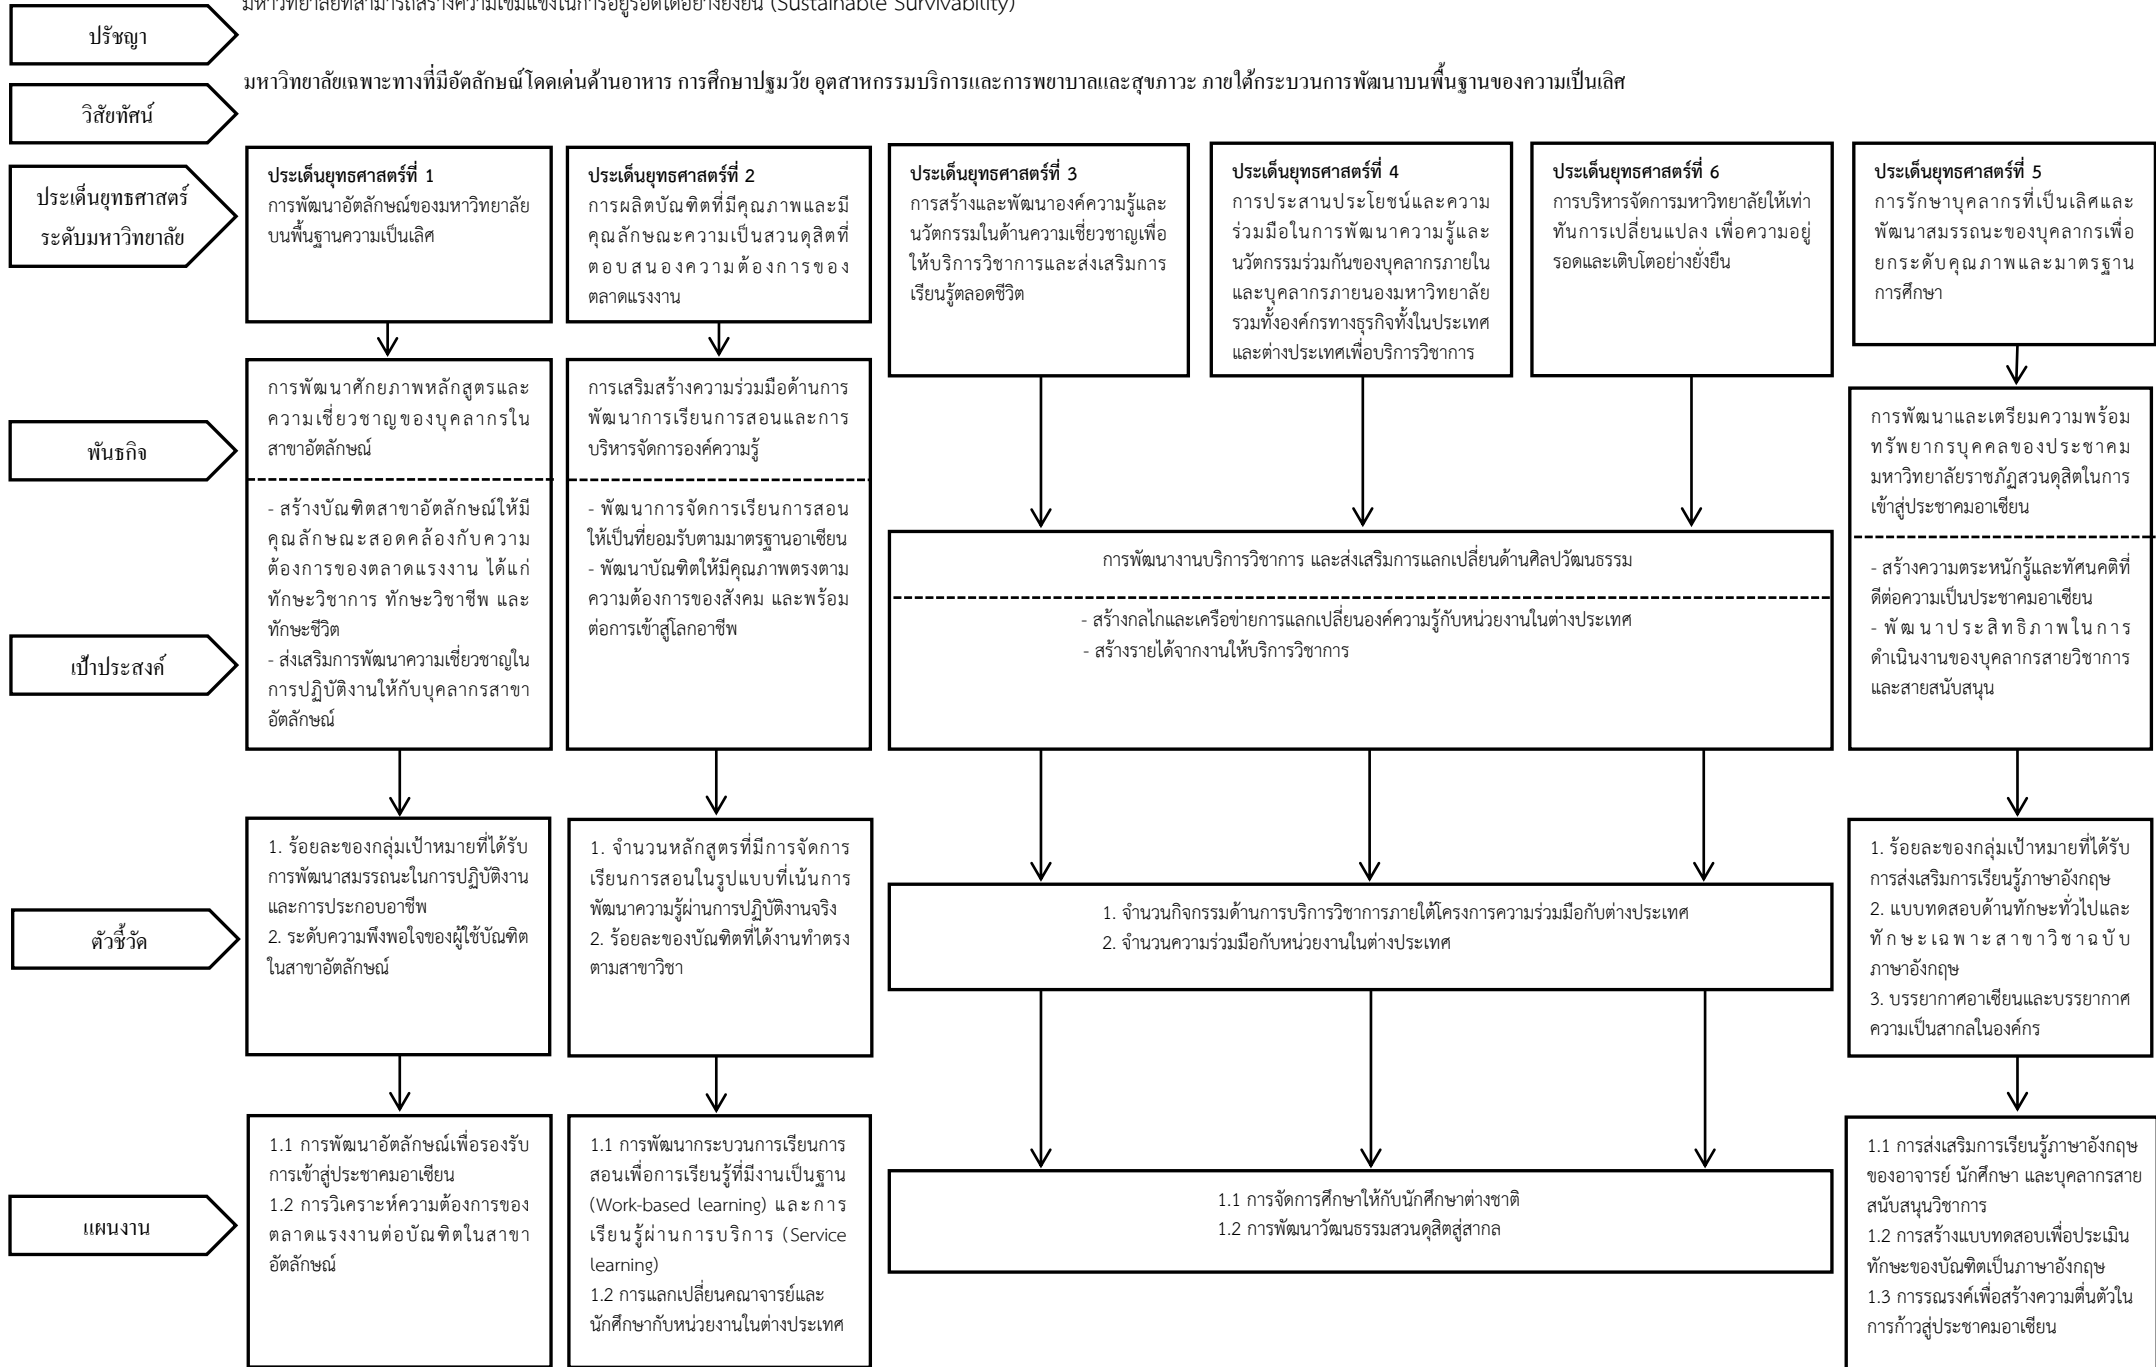 มหาวิทยาลัยที่สามารถสร้างความเข้มแข็งในการอยู่รอดได้อย่างยั่งยืน (Sustainable Survivability)
ปรัชญา
มหาวิทยาลัยเฉพาะทางที่มีอัตลักษณ์โดดเด่นด้านอาหาร การศึกษาปฐมวัย อุตสาหกรรมบริการและการพยาบาลและสุขภาวะ ภายใต้กระบวนการพัฒนาบนพื้นฐานของความเป็นเลิศ
วิสัยทัศน์
ประเด็นยุทธศาสตร์
ระดับมหาวิทยาลัย
ประเด็นยุทธศาสตร์ที่ 1
การพัฒนาอัตลักษณ์ของมหาวิทยาลัย
บนพื้นฐานความเป็นเลิศ
ประเด็นยุทธศาสตร์ที่ 2
การผลิตบัณฑิตที่มีคุณภาพและมี
คุณลักษณะความเป็นสวนดุสิตที่
ตอบสนองความต้องการของ
ตลาดแรงงาน
ประเด็นยุทธศาสตร์ที่ 3
การสร้างและพัฒนาองค์ความรู้และ
นวัตกรรมในด้านความเชี่ยวชาญเพื่อ
ให้บริการวิชาการและส่งเสริมการ
เรียนรู้ตลอดชีวิต
ประเด็นยุทธศาสตร์ที่ 4
การประสานประโยชน์และความ
ร่วมมือในการพัฒนาความรู้และ
นวัตกรรมร่วมกันของบุคลากรภายใน
และบุคลากรภายนองมหาวิทยาลัย
รวมทั้งองค์กรทางธุรกิจทั้งในประเทศ
และต่างประเทศเพื่อบริการวิชาการ
ประเด็นยุทธศาสตร์ที่ 6
การบริหารจัดการมหาวิทยาลัยให้เท่า
ทันการเปลี่ยนแปลง เพื่อความอยู่
รอดและเติบโตอย่างยั่งยืน
ประเด็นยุทธศาสตร์ที่ 5
การรักษาบุคลากรที่เป็นเลิศและ
พัฒนาสมรรถนะของบุคลากรเพื่อ
ยกระดับคุณภาพและมาตรฐาน
การศึกษา
พันธกิจ
การพัฒนาศักยภาพหลักสูตรและ
ความเชี่ยวชาญของบุคลากรใน
สาขาอัตลักษณ์
การเสริมสร้างความร่วมมือด้านการ
พัฒนาการเรียนการสอนและการ
บริหารจัดการองค์ความรู้
การพัฒนางานบริการวิชาการ และส่งเสริมการแลกเปลี่ยนด้านศิลปวัฒนธรรม
การพัฒนาและเตรียมความพร้อม
ทรัพยากรบุคคลของประชาคม
มหาวิทยาลัยราชภัฏสวนดุสิตในการ
เข้าสู่ประชาคมอาเซียน
เป้าประสงค์
- สร้างบัณฑิตสาขาอัตลักษณ์ให้มี
คุณลักษณะสอดคล้องกับความ
ต้องการของตลาดแรงงาน ได้แก่
ทักษะวิชาการ ทักษะวิชาชีพ และ
ทักษะชีวิต
- ส่งเสริมการพัฒนาความเชี่ยวชาญใน
การปฏิบัติงานให้กับบุคลากรสาขา
อัตลักษณ์
- พัฒนาการจัดการเรียนการสอน
ให้เป็นที่ยอมรับตามมาตรฐานอาเซียน
- พัฒนาบัณฑิตให้มีคุณภาพตรงตาม
ความต้องการของสังคม และพร้อม
ต่อการเข้าสู่โลกอาชีพ
- สร้างกลไกและเครือข่ายการแลกเปลี่ยนองค์ความรู้กับหน่วยงานในต่างประเทศ
- สร้างรายได้จากงานให้บริการวิชาการ
- สร้างความตระหนักรู้และทัศนคติที่
ดีต่อความเป็นประชาคมอาเซียน
- พัฒนาประสิทธิภาพในการ
ดำเนินงานของบุคลากรสายวิชาการ
และสายสนับสนุน
ตัวชี้วัด
1. ร้อยละของกลุ่มเป้าหมายที่ได้รับ
การพัฒนาสมรรถนะในการปฏิบัติงาน
และการประกอบอาชีพ
2. ระดับความพึงพอใจของผู้ใช้บัณฑิต
ในสาขาอัตลักษณ์
1. จำนวนหลักสูตรที่มีการจัดการ
เรียนการสอนในรูปแบบที่เน้นการ
พัฒนาความรู้ผ่านการปฏิบัติงานจริง
2. ร้อยละของบัณฑิตที่ได้งานทำตรง
ตามสาขาวิชา
1. จำนวนกิจกรรมด้านการบริการวิชาการภายใต้โครงการความร่วมมือกับต่างประเทศ
2. จำนวนความร่วมมือกับหน่วยงานในต่างประเทศ
1. ร้อยละของกลุ่มเป้าหมายที่ได้รับ
การส่งเสริมการเรียนรู้ภาษาอังกฤษ
2. แบบทดสอบด้านทักษะทั่วไปและ
ทักษะเฉพาะสาขาวิชาฉบับ
ภาษาอังกฤษ
3. บรรยากาศอาเซียนและบรรยากาศ
ความเป็นสากลในองค์กร
แผนงาน
1.1 การพัฒนาอัตลักษณ์เพื่อรองรับ
การเข้าสู่ประชาคมอาเซียน
1.2 การวิเคราะห์ความต้องการของ
ตลาดแรงงานต่อบัณฑิตในสาขา
อัตลักษณ์
1.1 การพัฒนากระบวนการเรียนการ
สอนเพื่อการเรียนรู้ที่มีงานเป็นฐาน
(Work-based learning) และการ
เรียนรู้ผ่านการบริการ (Service
learning)
1.2 การแลกเปลี่ยนคณาจารย์และ
นักศึกษากับหน่วยงานในต่างประเทศ
1.1 การจัดการศึกษาให้กับนักศึกษาต่างชาติ
1.2 การพัฒนาวัฒนธรรมสวนดุสิตสู่สากล
1.1 การส่งเสริมการเรียนรู้ภาษาอังกฤษ
ของอาจารย์ นักศึกษา และบุคลากรสาย
สนับสนุนวิชาการ
1.2 การสร้างแบบทดสอบเพื่อประเมิน
ทักษะของบัณฑิตเป็นภาษาอังกฤษ
1.3 การรณรงค์เพื่อสร้างความตื่นตัวใน
การก้าวสู่ประชาคมอาเซียน